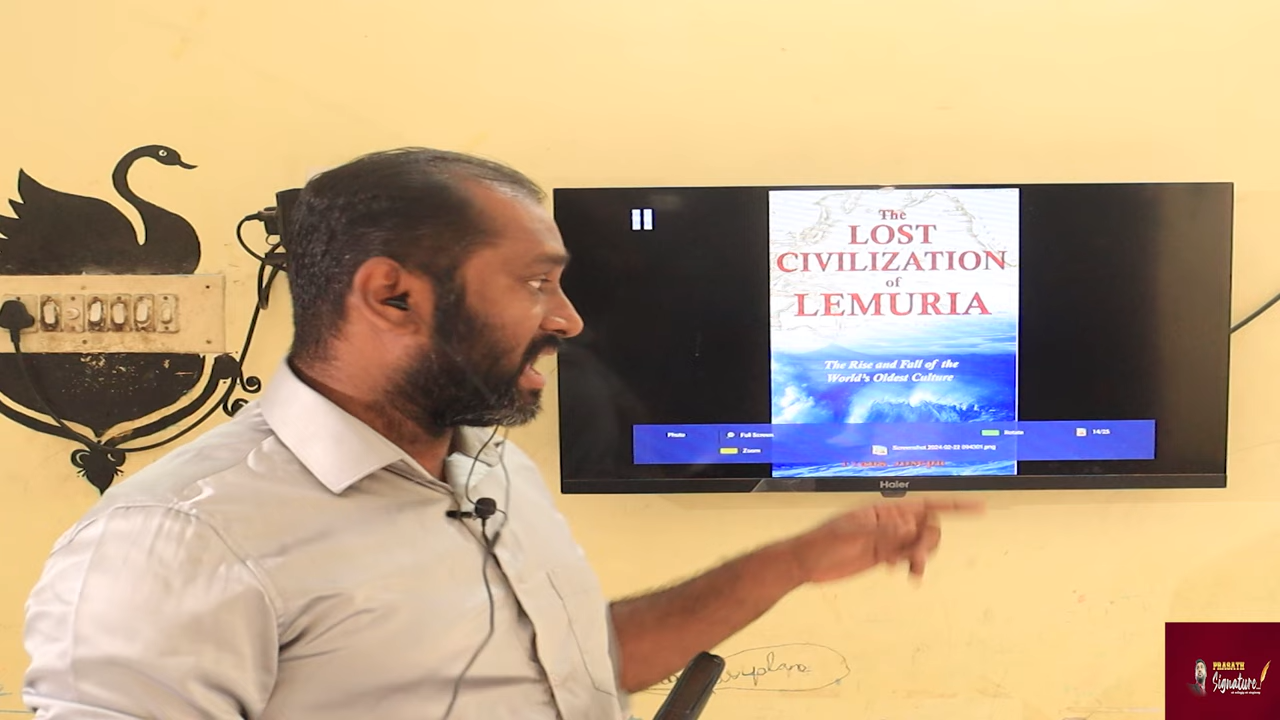 The
LOST
CIVILIZATION
of
LEMURIA
The Rise and Fall of the
World's Oldest Culture
Photo
Full Screen
Rotate
14/25
Zoom
Haier
PRASATH
Signature